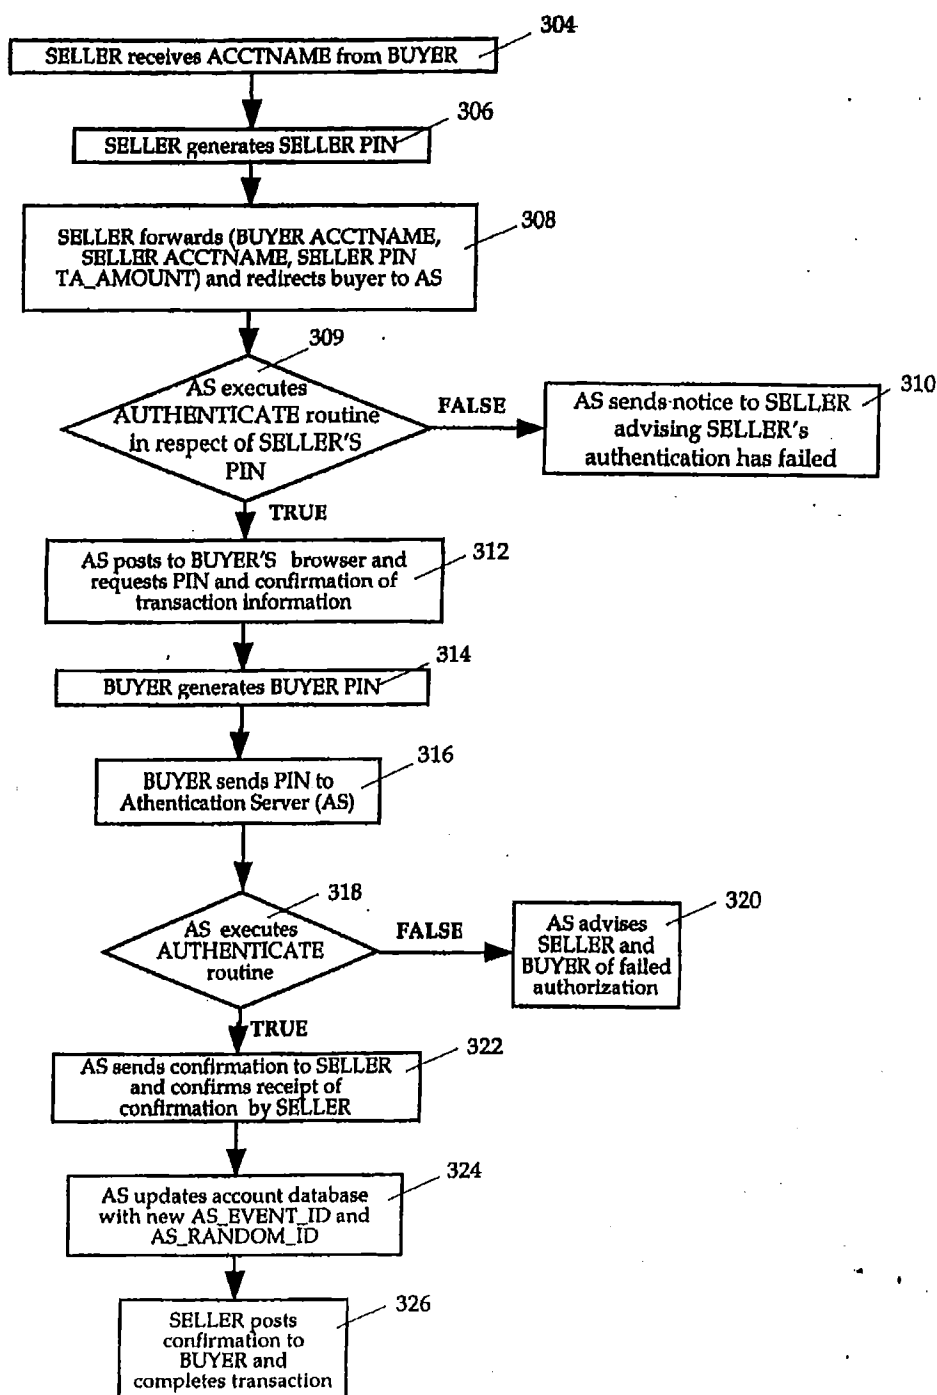 304
SELLER receives ACCTNAME from BUYER
306
SELLER generates SELLER PIN
308
SELLER forwards (BUYER ACCTNAME,
SELLER ACCTNAME, SELLER PIN
TA_AMOUNT) and redirects buyer to AS
309
AS executes
AUTHENTICATE routine
in respect of SELLER'S
PIN
FALSE
310
AS sends notice to SELLER
advising SELLER's
authentication has failed
TRUE
312
AS posts to BUYER'S browser and
requests PIN and confirmation of
transaction information
314
BUYER generates BUYER PIN
316
BUYER sends PIN to
Athentication Server (AS)
318
AS executes
AUTHENTICATE
routine
FALSE
320
AS advises
SELLER and
BUYER of failed
authorization
TRUE
322
AS sends confirmation to SELLER
and confirms receipt of
confirmation by SELLER
324
AS updates account database
with new AS_EVENT_ID and
AS_RANDOM_ID
326
SELLER posts
confirmation to
BUYER and
completes transaction